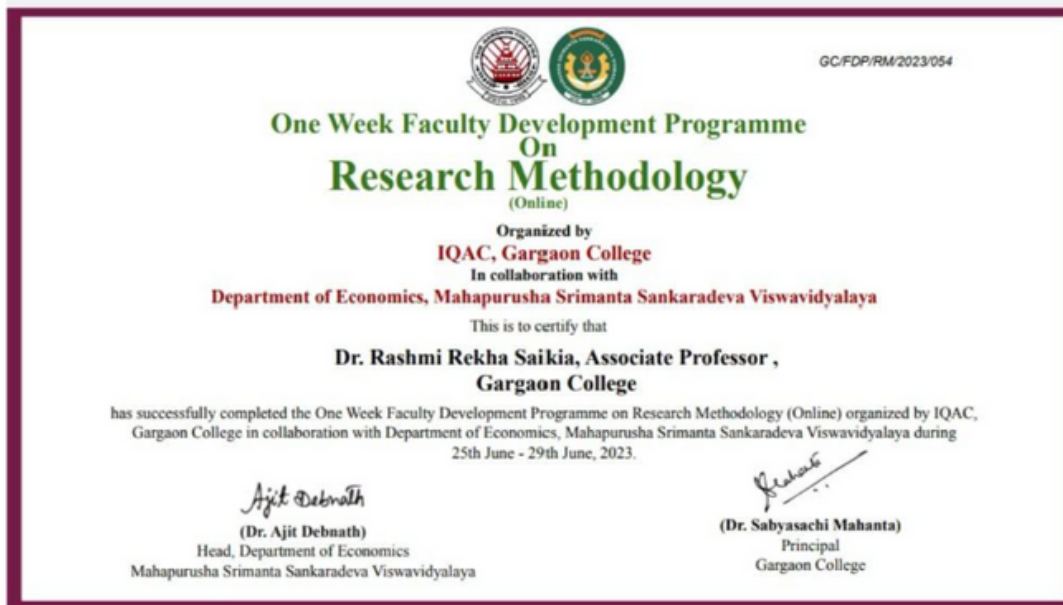 GC/FDP/RM/2023/054
One Week Faculty Development Programme
On
Research Methodology
(Online)
Organized by
IQAC, Gargaon College
In collaboration with
Department of Economics, Mahapurusha Srimanta Sankaradeva Viswavidyalaya
This is to certify that
Dr. Rashmi Rekha Saikia, Associate Professor ,
Gargaon College
has successfully completed the One Week Faculty Development Programme on Research Methodology (Online) organized by IQAC,
Gargaon College in collaboration with Department of Economics, Mahapurusha Srimanta Sankaradeva Viswavidyalaya during
25th June - 29th June, 2023.
Ajit Debnath
(Dr. Ajit Debnath)
Head, Department of Economics
Mahapurusha Srimanta Sankaradeva Viswavidyalaya
(Dr. Sabyasachi Mahanta)
Principal
Gargaon College